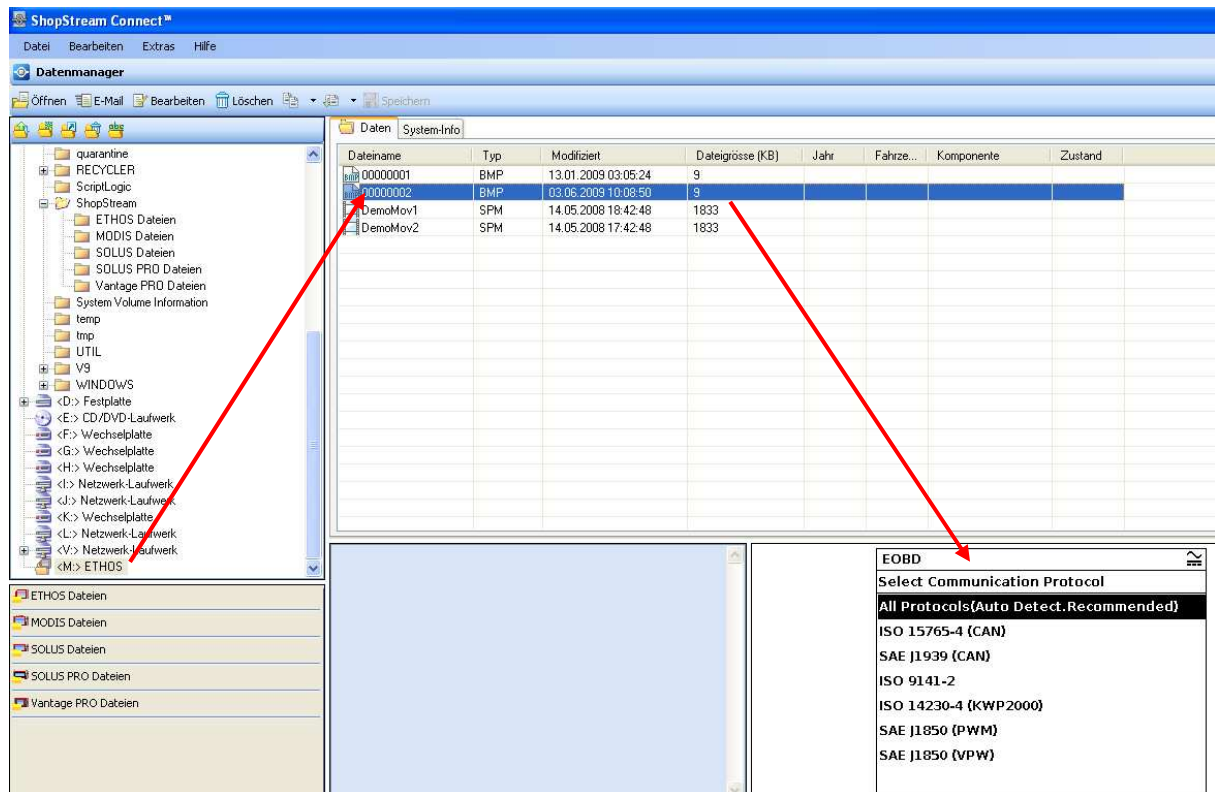 ShopStream Connect™
Datei Bearbeiten Extras Hilfe
Datenmanager
Öffnen E-Mail Bearbeiten Löschen Speichern
abc
Daten System-Info
quarantine
RECYCLER
ScriptLogic
ShopStream
ETHOS Dateien
MODIS Dateien
SOLUS Dateien
SOLUS PRO Dateien
Vantage PRO Dateien
System Volume Information
temp
tmp
UTIL
V9
WINDOWS
<D:> Festplatte
<E:> CD/DVD-Laufwerk
<F:> Wechselplatte
<G:> Wechselplatte
<H:> Wechselplatte
<I:> Netzwerk-Laufwerk
<J:> Netzwerk-Laufwerk
<K:> Wechselplatte
<L:> Netzwerk-Laufwerk
<V:> Netzwerk-Laufwerk
<M:> ETHOS
Dateiname Typ Modifiziert Dateigrösse (KB) Jahr Fahrze... Komponente Zustand
BMP 00000001 BMP 13.01.2009 03:05:24 9
BMP 00000002 BMP 03.06.2009 10:08:50 9
DemoMov1 SPM 14.05.2008 18:42:48 1833
DemoMov2 SPM 14.05.2008 17:42:48 1833
ETHOS Dateien
MODIS Dateien
SOLUS Dateien
SOLUS PRO Dateien
Vantage PRO Dateien
EOBD
Select Communication Protocol
All Protocols(Auto Detect.Recommended)
ISO 15765-4 (CAN)
SAE J1939 (CAN)
ISO 9141-2
ISO 14230-4 (KWP2000)
SAE J1850 (PWM)
SAE J1850 (VPW)